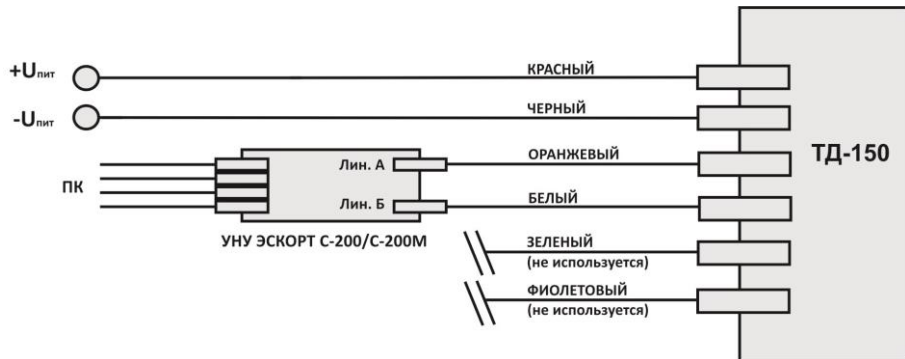 +Uпит
КРАСНЫЙ
-Uпит
ЧЕРНЫЙ
ТД-150
ОРАНЖЕВЫЙ
Лин. А
ПК
Лин. Б
БЕЛЫЙ
УНУ ЭСКОРТ С-200/С-200М
ЗЕЛЕНЫЙ
(не используется)
ФИОЛЕТОВЫЙ
(не используется)